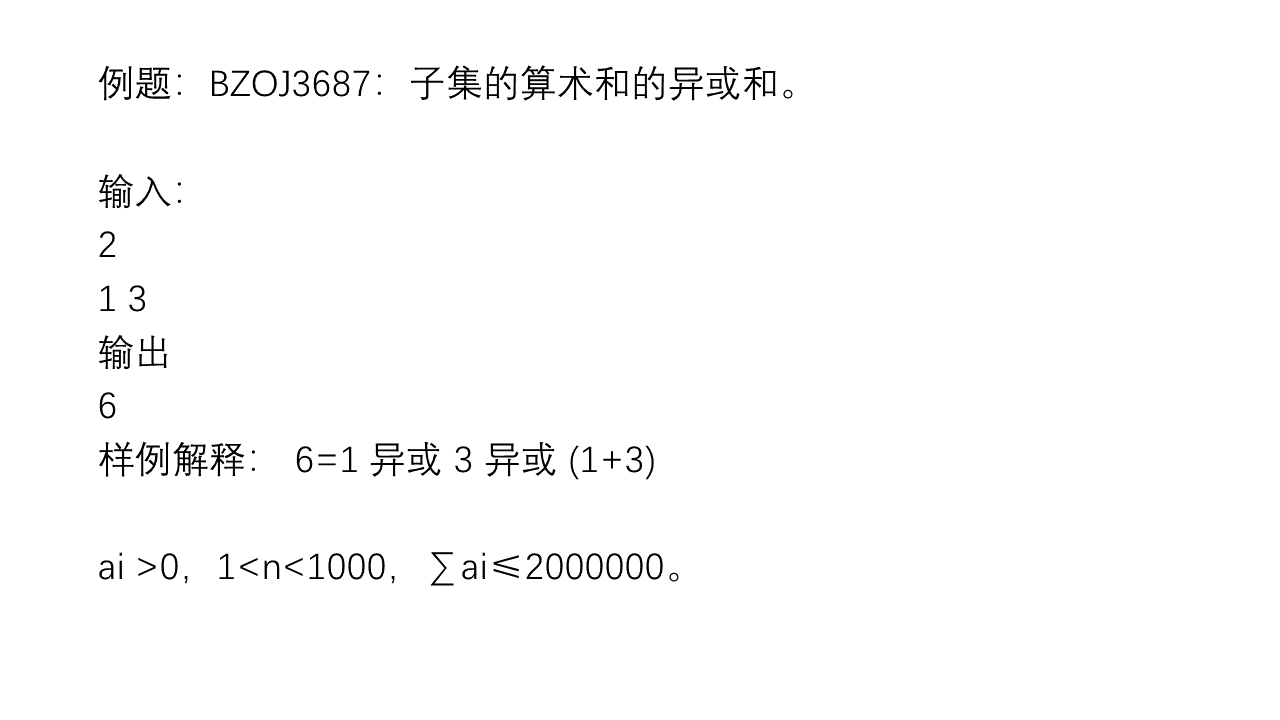 例题：BZOJ3687：子集的算术和的异或和。
输入：
2
1 3
输出
6
样例解释： 6=1 异或 3 异或 (1+3)
ai >0，1<n<1000， ∑ai≤2000000。